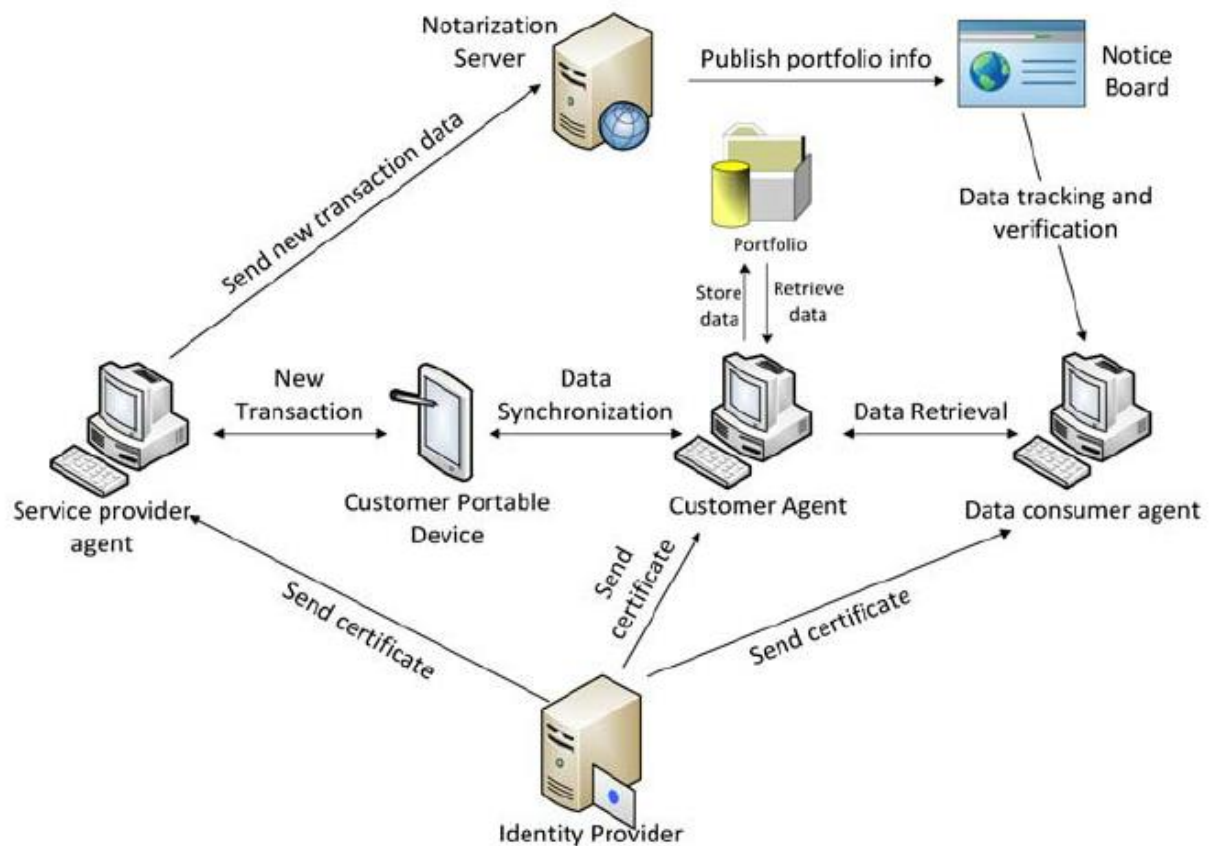 Notarization
Server
Publish portfolio info
Notice
Board
Send new transaction data
Data tracking and
verification
Portfolio
Store
data
Retrieve
data
New
Transaction
Data
Synchronization
Data Retrieval
Service provider
agent
Customer Portable
Device
Customer Agent
Data consumer agent
Send certificate
Send
certificate
Send certificate
Identity Provider